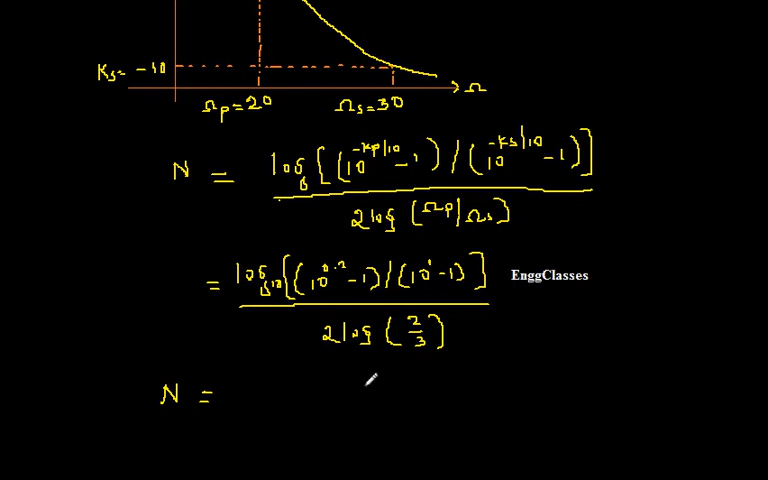 Ks = -10
Ω
Ωp = 20
Ωs = 30
N = log[(10^-Kp/10 - 1) / (10^-Ks/10 - 1)]
2 log (Ωp/Ωs)
= log10[(10^0.2 - 1)/(10^1 - 1)]
EnggClasses
2 log (2/3)
N =